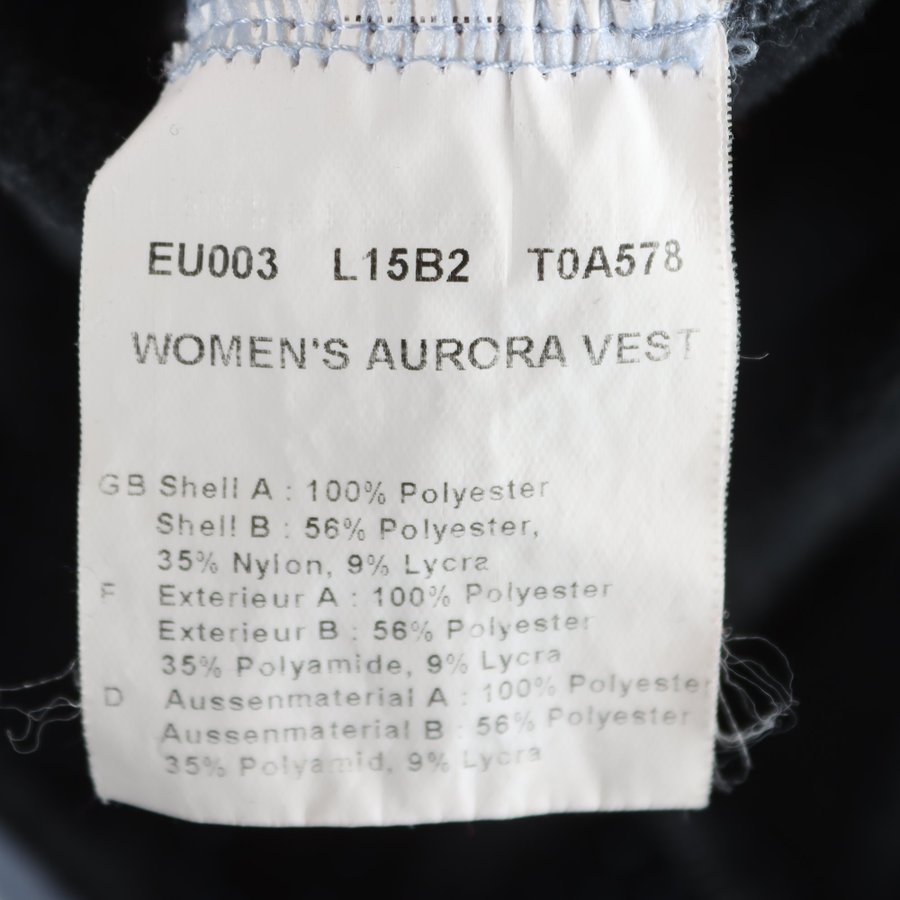 EU003 L15B2 T0A578
WOMEN'S AURORA VEST
GB Shell A : 100% Polyester
Shell B : 56% Polyester,
35% Nylon, 9% Lycra
F Exterieur A : 100% Polyester
Exterieur B : 56% Polyester
35% Polyamide, 9% Lycra
D Aussenmaterial A : 100% Polyester
Aussenmaterial B : 56% Polyester
35% Polyamid, 9% Lycra